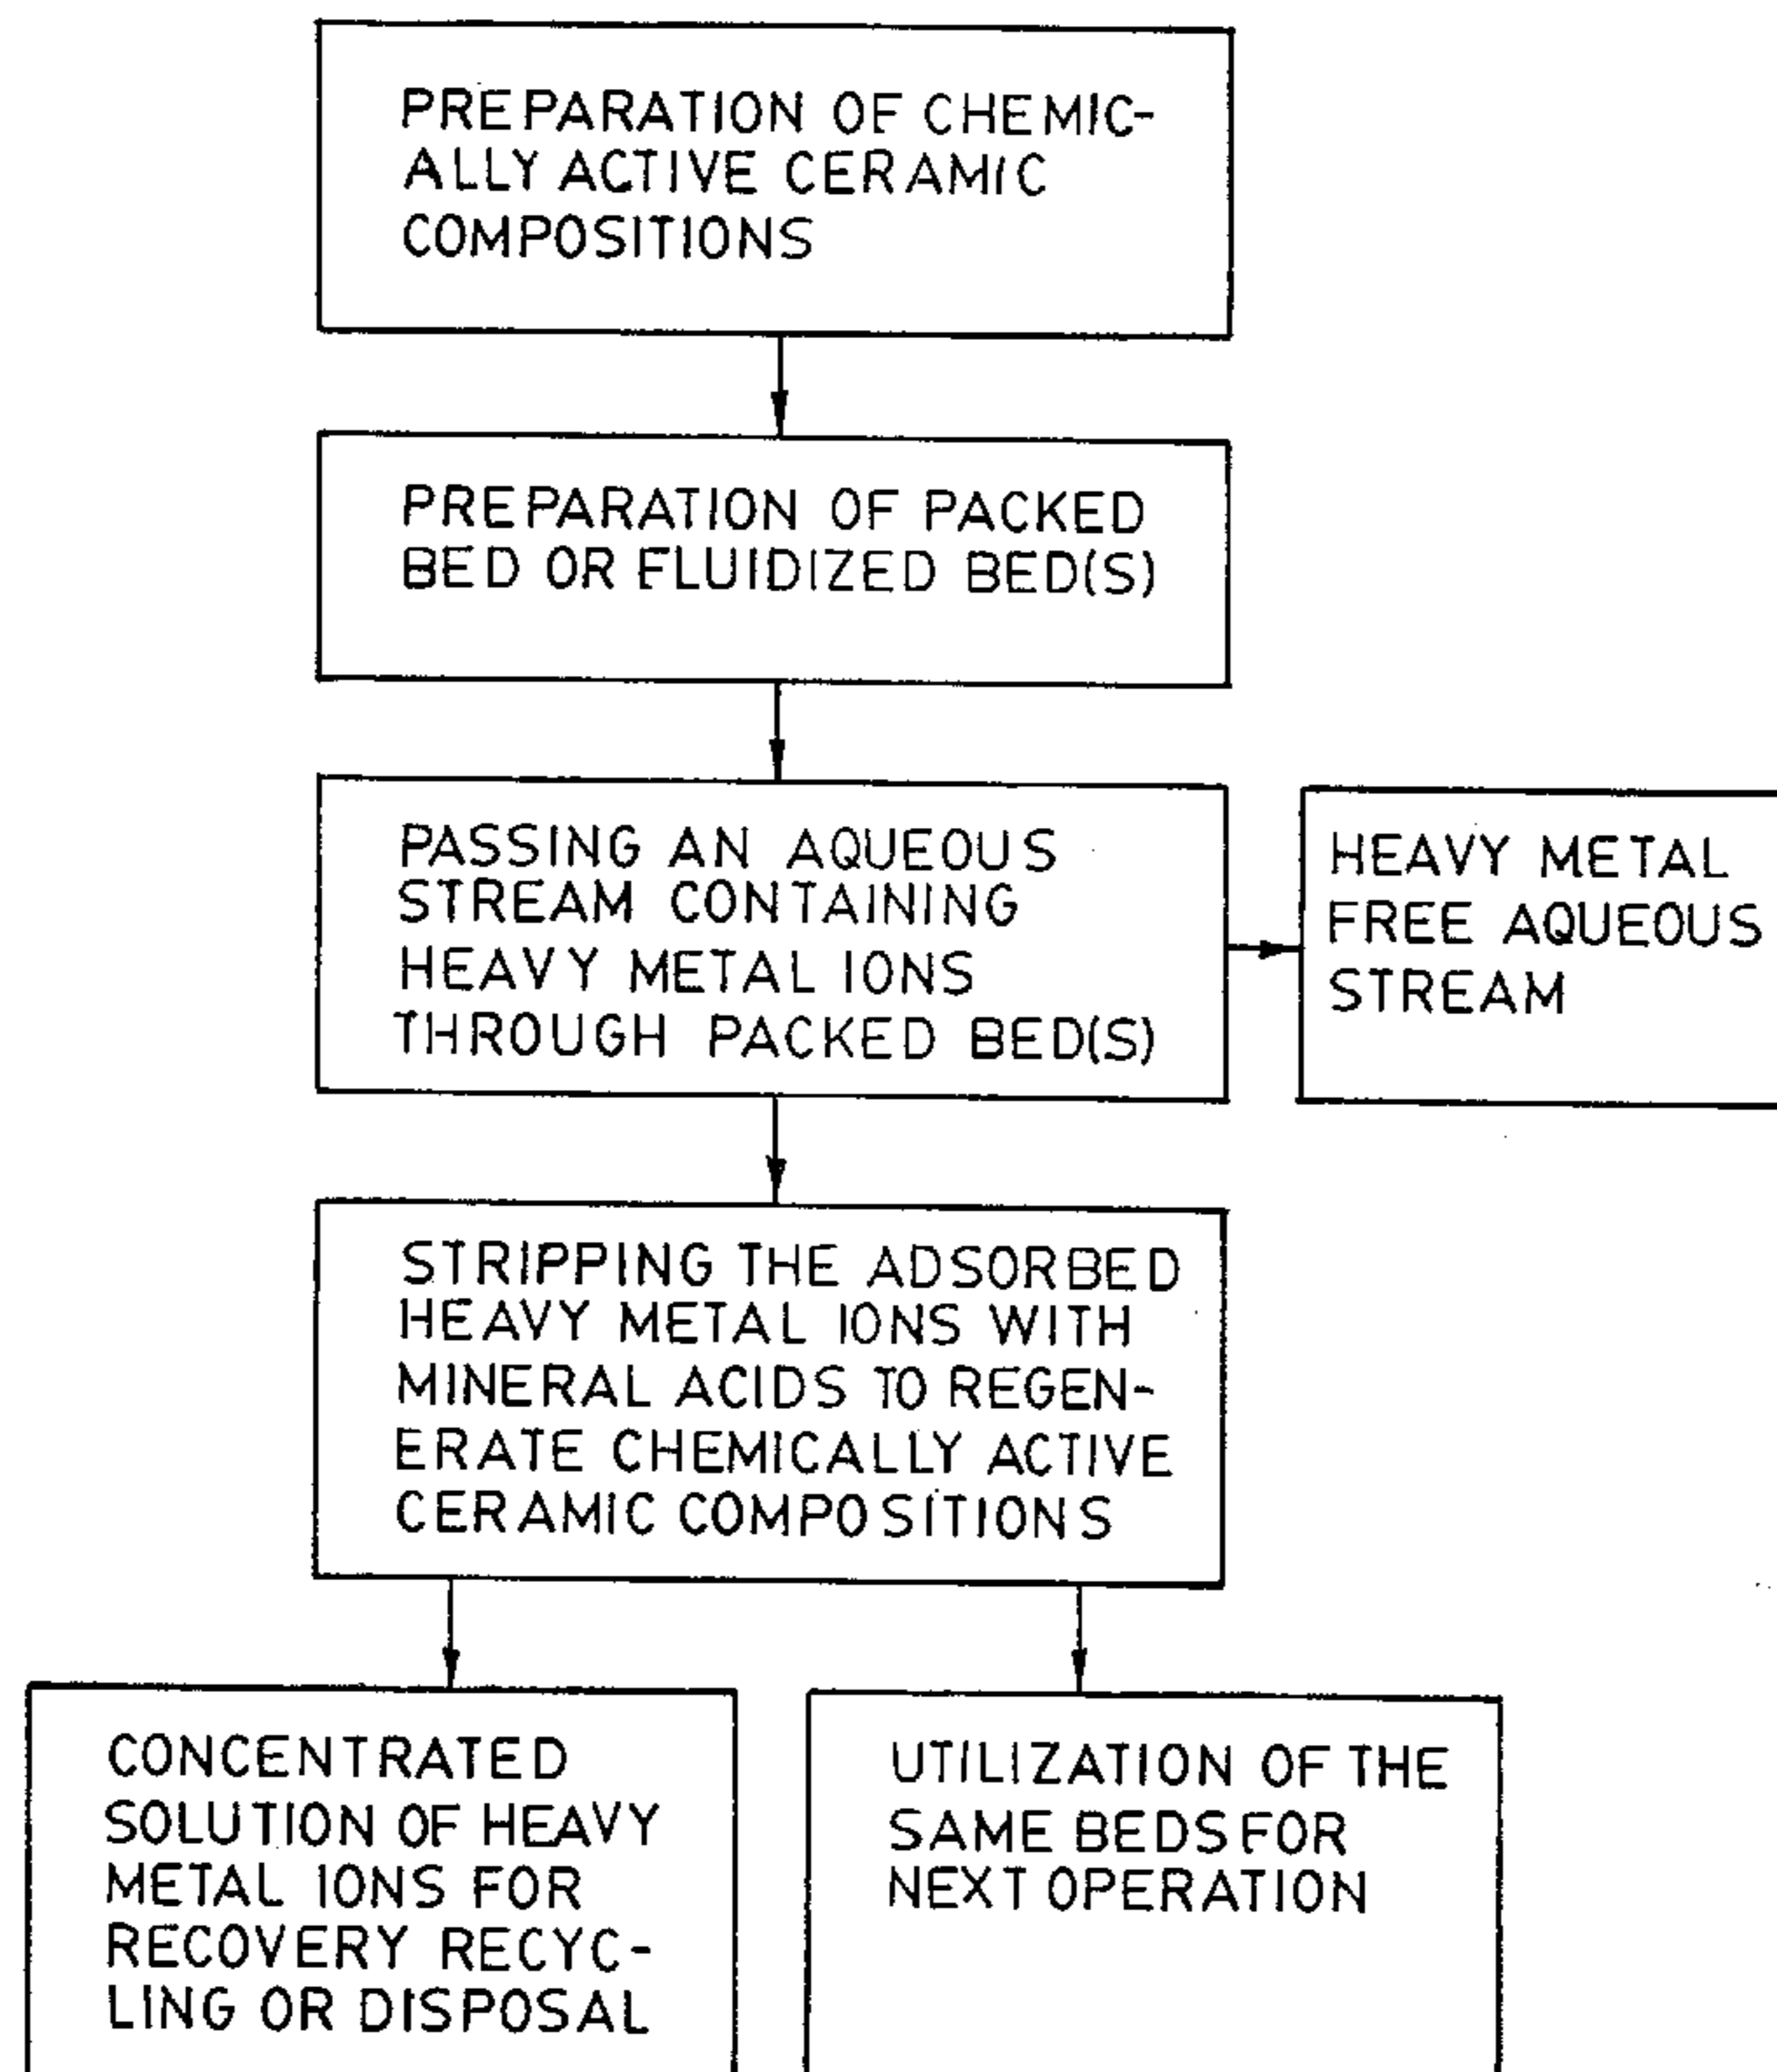 PREPARATION OF CHEMIC-
ALLY ACTIVE CERAMIC
COMPOSITIONS
PREPARATION OF PACKED
BED OR FLUIDIZED BED(S)
PASSING AN AQUEOUS
STREAM CONTAINING
HEAVY METAL IONS
THROUGH PACKED BED(S)
HEAVY METAL
FREE AQUEOUS
STREAM
STRIPPING THE ADSORBED
HEAVY METAL IONS WITH
MINERAL ACIDS TO REGEN-
ERATE CHEMICALLY ACTIVE
CERAMIC COMPOSITIONS
CONCENTRATED
SOLUTION OF HEAVY
METAL IONS FOR
RECOVERY RECYC-
LING OR DISPOSAL
UTILIZATION OF THE
SAME BEDS FOR
NEXT OPERATION